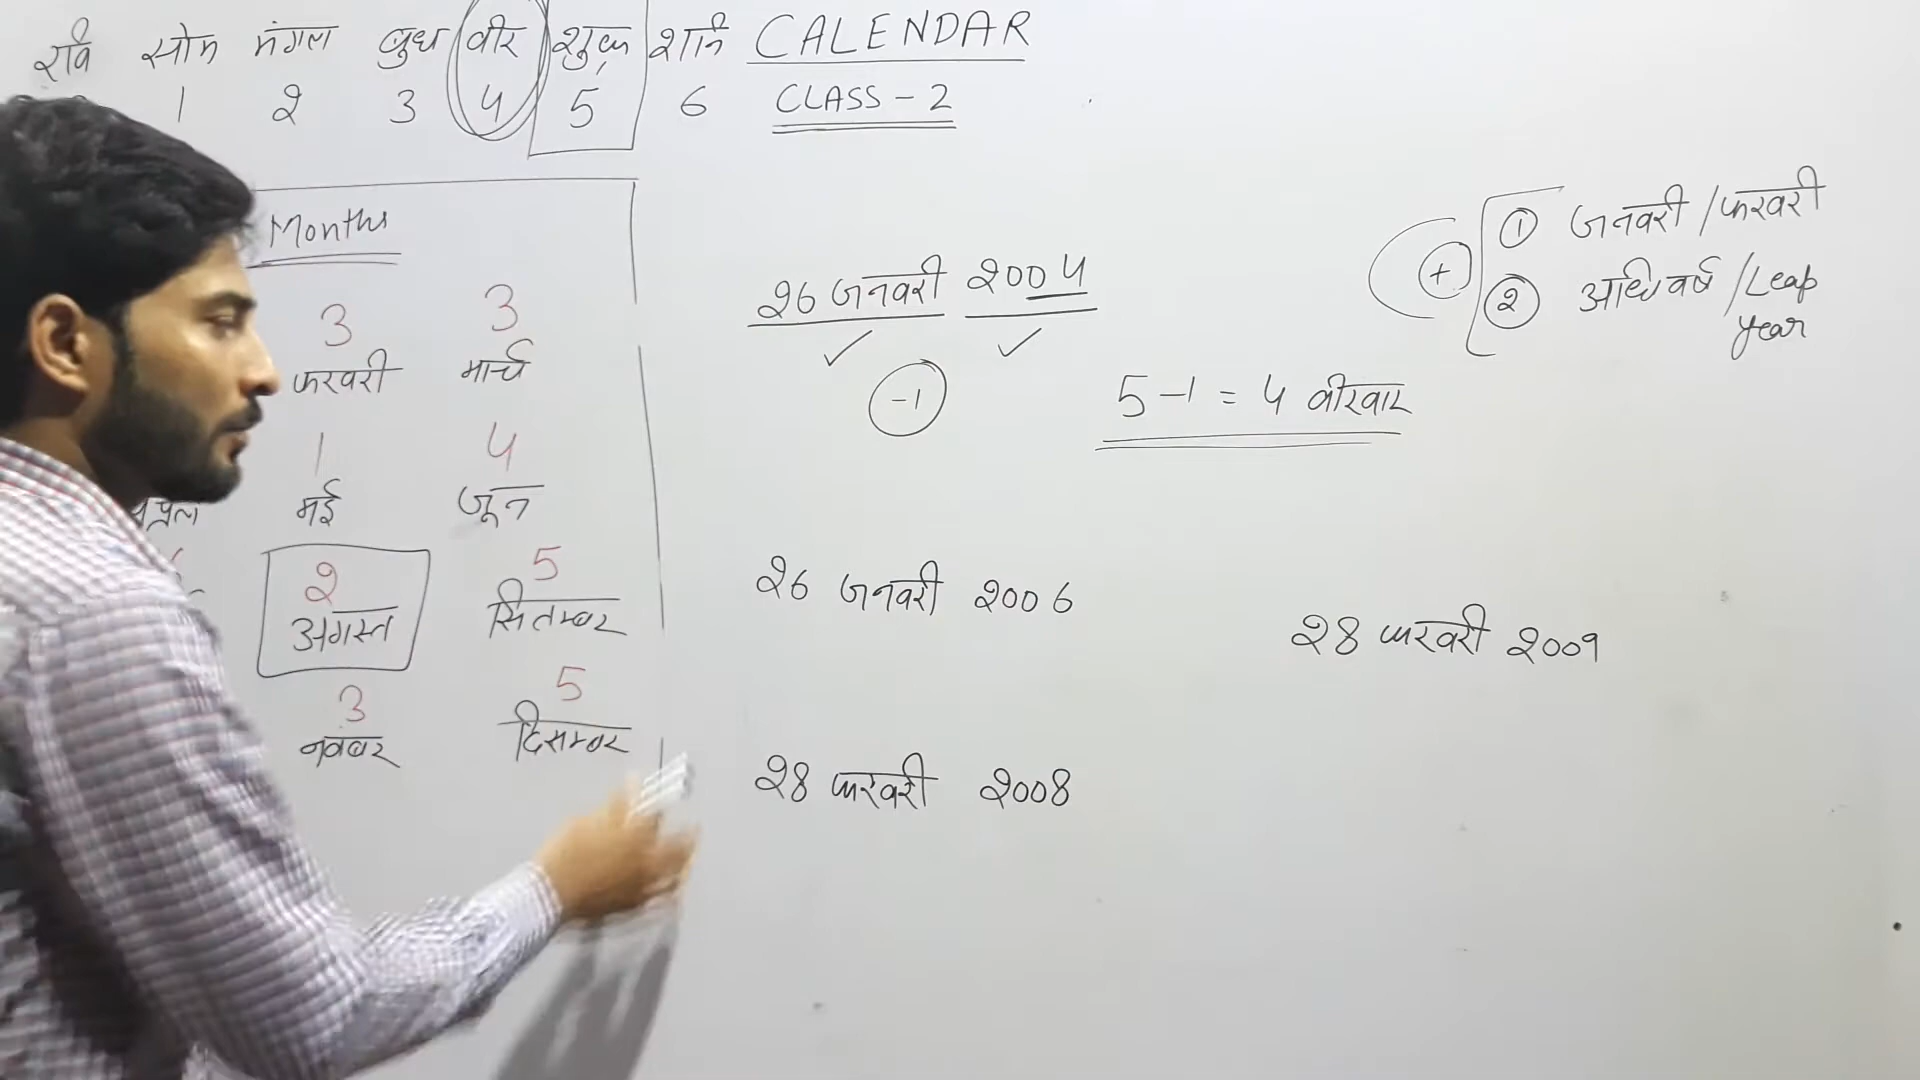 रवि सोम मंगल बुध वीर शुक्र शनि CALENDAR
1 2 3 4 5 6 CLASS - 2
Months
3 3
फरवरी मार्च
1 4
मई जून
2 5
अगस्त सितम्बर
3 5
नवंबर दिसम्बर
26 जनवरी 2004
-1
5-1 = 4 वीरवार
+ 1 जनवरी / फरवरी
2 अधिवर्ष / Leap
year
26 जनवरी 2006
28 फरवरी 2009
28 फरवरी 2008